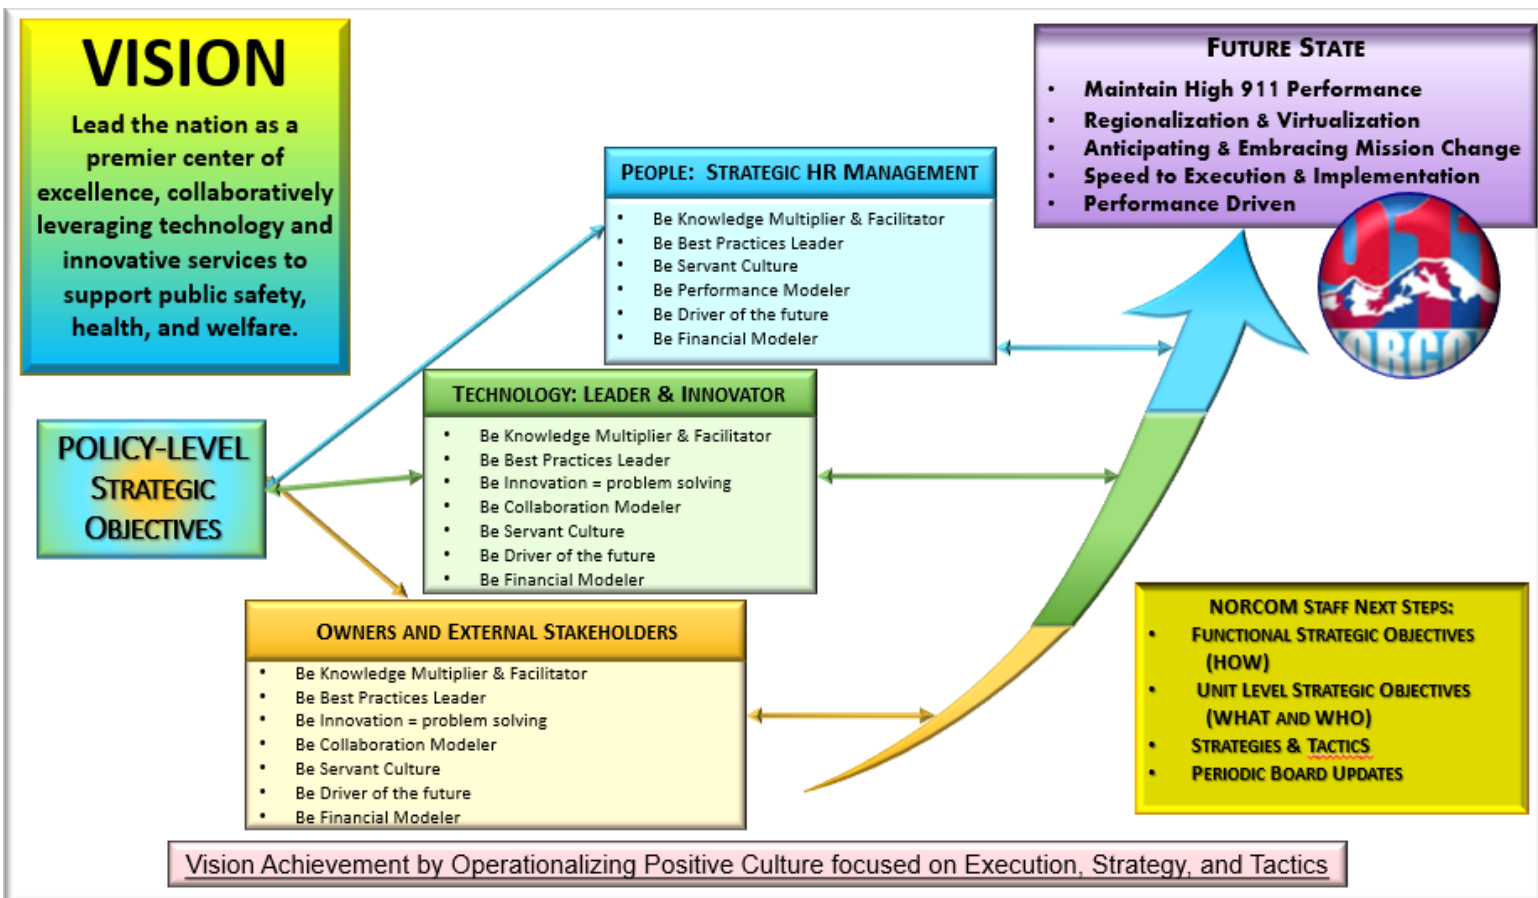 VISION
Lead the nation as a
premier center of
excellence, collaboratively
leveraging technology and
innovative services to
support public safety,
health, and welfare.
POLICY-LEVEL
STRATEGIC
OBJECTIVES
PEOPLE: STRATEGIC HR MANAGEMENT
• Be Knowledge Multiplier & Facilitator
• Be Best Practices Leader
• Be Servant Culture
• Be Performance Modeler
• Be Driver of the future
• Be Financial Modeler
TECHNOLOGY: LEADER & INNOVATOR
• Be Knowledge Multiplier & Facilitator
• Be Best Practices Leader
• Be Innovation = problem solving
• Be Collaboration Modeler
• Be Servant Culture
• Be Driver of the future
• Be Financial Modeler
OWNERS AND EXTERNAL STAKEHOLDERS
• Be Knowledge Multiplier & Facilitator
• Be Best Practices Leader
• Be Innovation = problem solving
• Be Collaboration Modeler
• Be Servant Culture
• Be Driver of the future
• Be Financial Modeler
FUTURE STATE
• Maintain High 911 Performance
• Regionalization & Virtualization
• Anticipating & Embracing Mission Change
• Speed to Execution & Implementation
• Performance Driven
911
NORCOM
NORCOM STAFF NEXT STEPS:
• FUNCTIONAL STRATEGIC OBJECTIVES
(HOW)
• UNIT LEVEL STRATEGIC OBJECTIVES
(WHAT AND WHO)
• STRATEGIES & TACTICS
• PERIODIC BOARD UPDATES
Vision Achievement by Operationalizing Positive Culture focused on Execution, Strategy, and Tactics